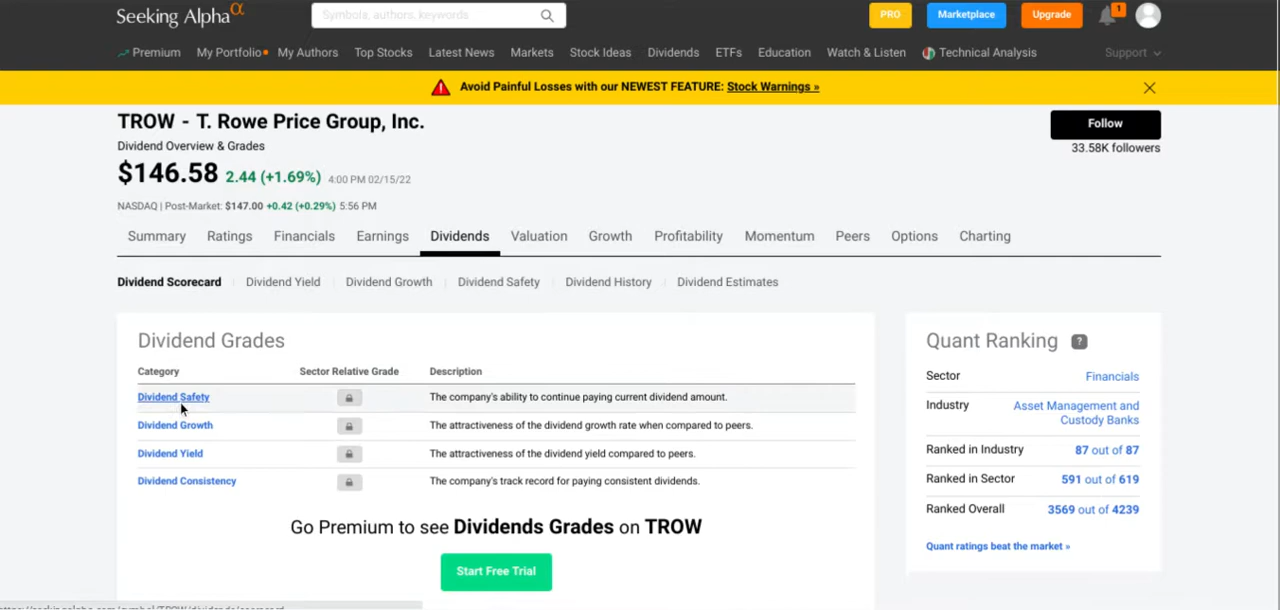 Seeking Alpha α
Symbols, authors, keywords
PRO
Marketplace
Upgrade
1
Premium My Portfolio My Authors Top Stocks Latest News Markets Stock Ideas Dividends ETFs Education Watch & Listen Technical Analysis Support
Avoid Painful Losses with our NEWEST FEATURE: Stock Warnings »
TROW - T. Rowe Price Group, Inc.
Follow
Dividend Overview & Grades
33.58K followers
$146.58 2.44 (+1.69%) 4:00 PM 02/15/22
NASDAQ | Post-Market: $147.00 +0.42 (+0.29%) 5:56 PM
Summary Ratings Financials Earnings Dividends Valuation Growth Profitability Momentum Peers Options Charting
Dividend Scorecard Dividend Yield Dividend Growth Dividend Safety Dividend History Dividend Estimates
Dividend Grades
Category Sector Relative Grade Description
Dividend Safety The company's ability to continue paying current dividend amount.
Dividend Growth The attractiveness of the dividend growth rate when compared to peers.
Dividend Yield The attractiveness of the dividend yield compared to peers.
Dividend Consistency The company's track record for paying consistent dividends.
Go Premium to see Dividends Grades on TROW
Start Free Trial
Quant Ranking ?
Sector Financials
Industry Asset Management and
Custody Banks
Ranked in Industry 87 out of 87
Ranked in Sector 591 out of 619
Ranked Overall 3569 out of 4239
Quant ratings beat the market »